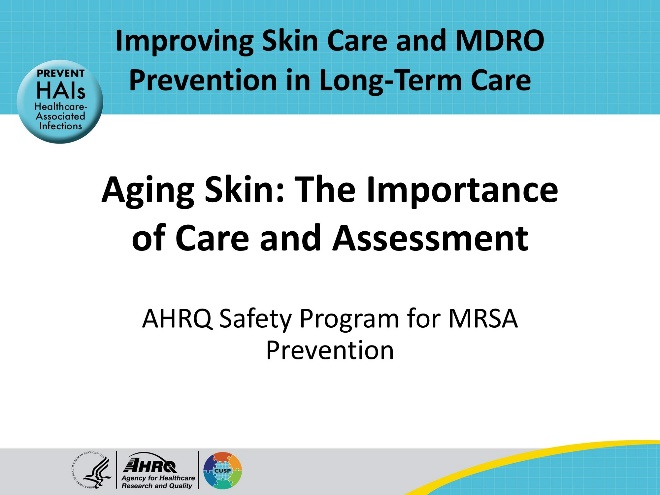 Improving Skin Care and MDRO
Prevention in Long-Term Care
PREVENT
HAIs
Healthcare-
Associated
Infections
Aging Skin: The Importance
of Care and Assessment
AHRQ Safety Program for MRSA
Prevention
AHRQ
Agency for Healthcare
Research and Quality
CUSP